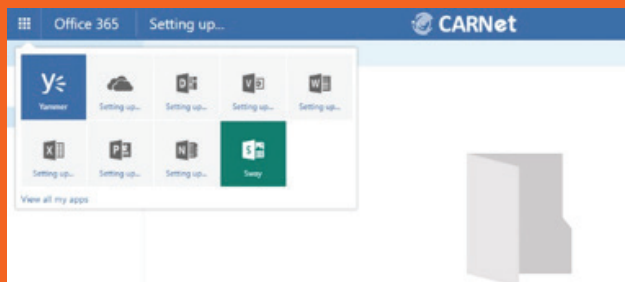 Office 365 Setting up... CARNet
Yammer Setting up... Setting up... Setting up... Setting up...
Setting up... Setting up... Setting up... Sway
View all my apps